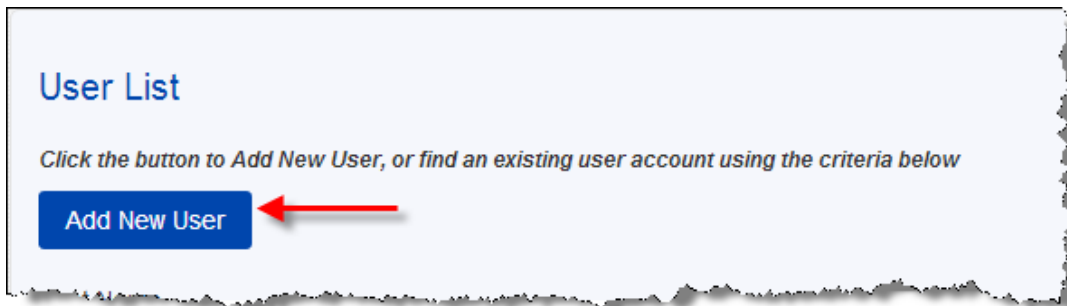 User List
Click the button to Add New User, or find an existing user account using the criteria below
Add New User